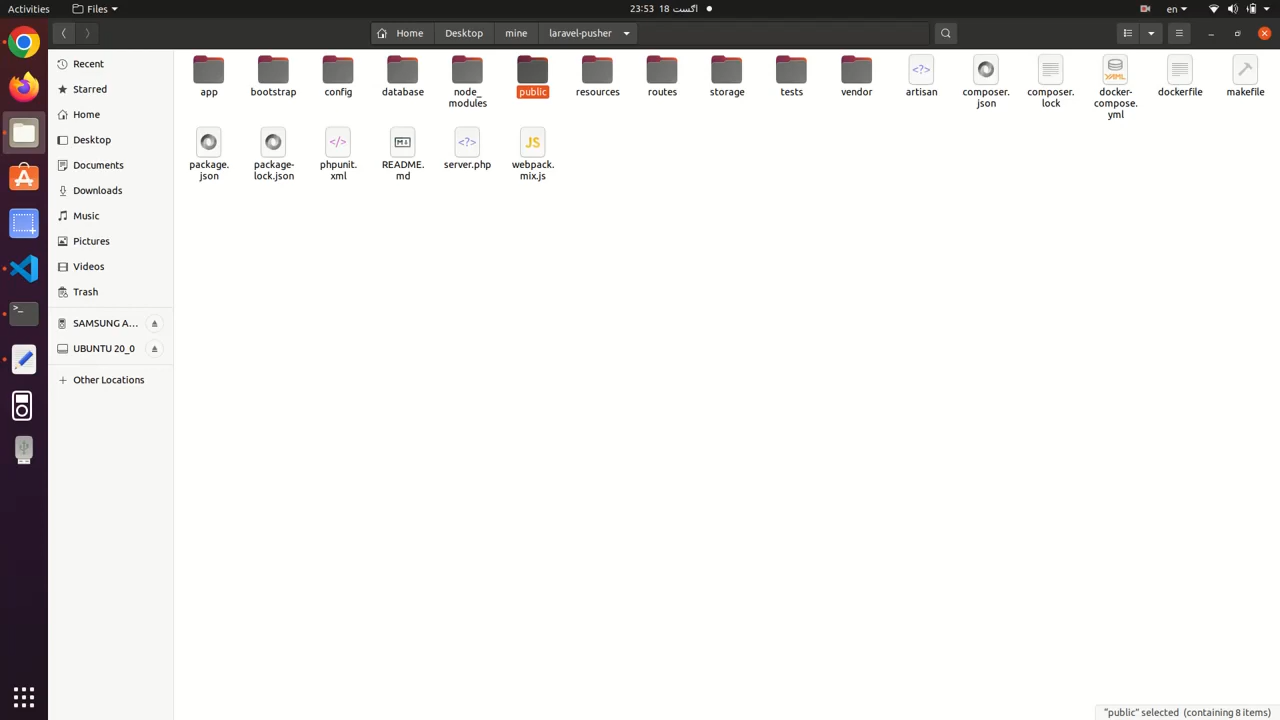 Activities
Files
23:53 18 اگست
en
Home
Desktop
mine
laravel-pusher
Recent
Starred
Home
Desktop
Documents
Downloads
Music
Pictures
Videos
Trash
SAMSUNG A...
UBUNTU 20_0
Other Locations
app
bootstrap
config
database
node_
modules
public
resources
routes
storage
tests
vendor
artisan
composer.
json
composer.
lock
docker-
compose.
yml
dockerfile
makefile
package.
json
package-
lock.json
phpunit.
xml
README.
md
server.php
webpack.
mix.js
"public" selected (containing 8 items)